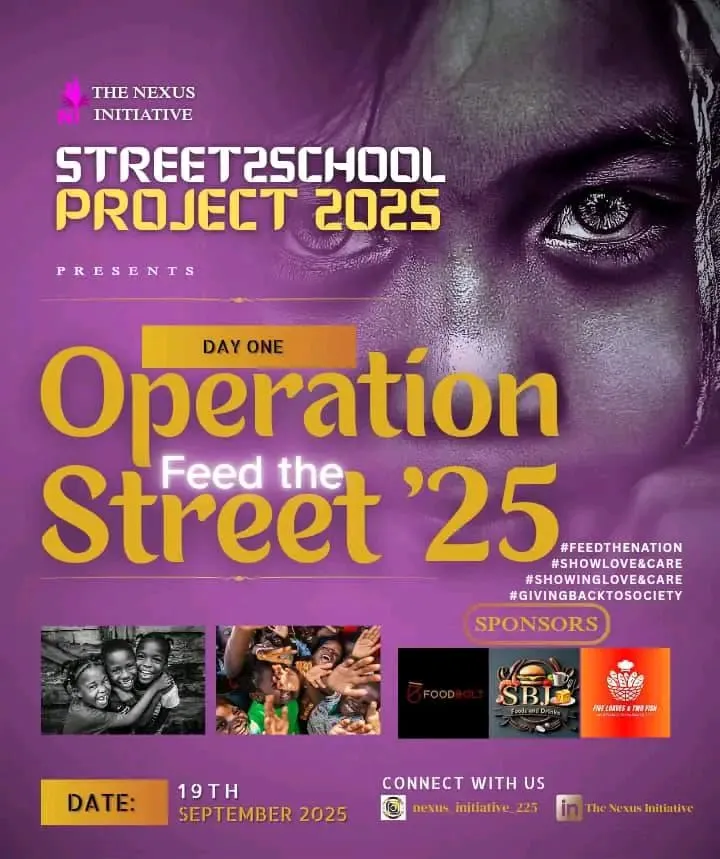 THE NEXUS
INITIATIVE
STREET2SCHOOL
PROJECT 2025
PRESENTS
DAY ONE
Operation
Feed the
Street '25
#FEEDTHENATION
#SHOWLOVE&CARE
#SHOWINGLOVE&CARE
#GIVINGBACKTOSOCIETY
SPONSORS
FOODBOLT
SBJ
Foods and Drinks
FIVE LOAVES & TWO FISH
DATE:
19TH
SEPTEMBER 2025
CONNECT WITH US
nexus_initiative_225
in The Nexus Initiative